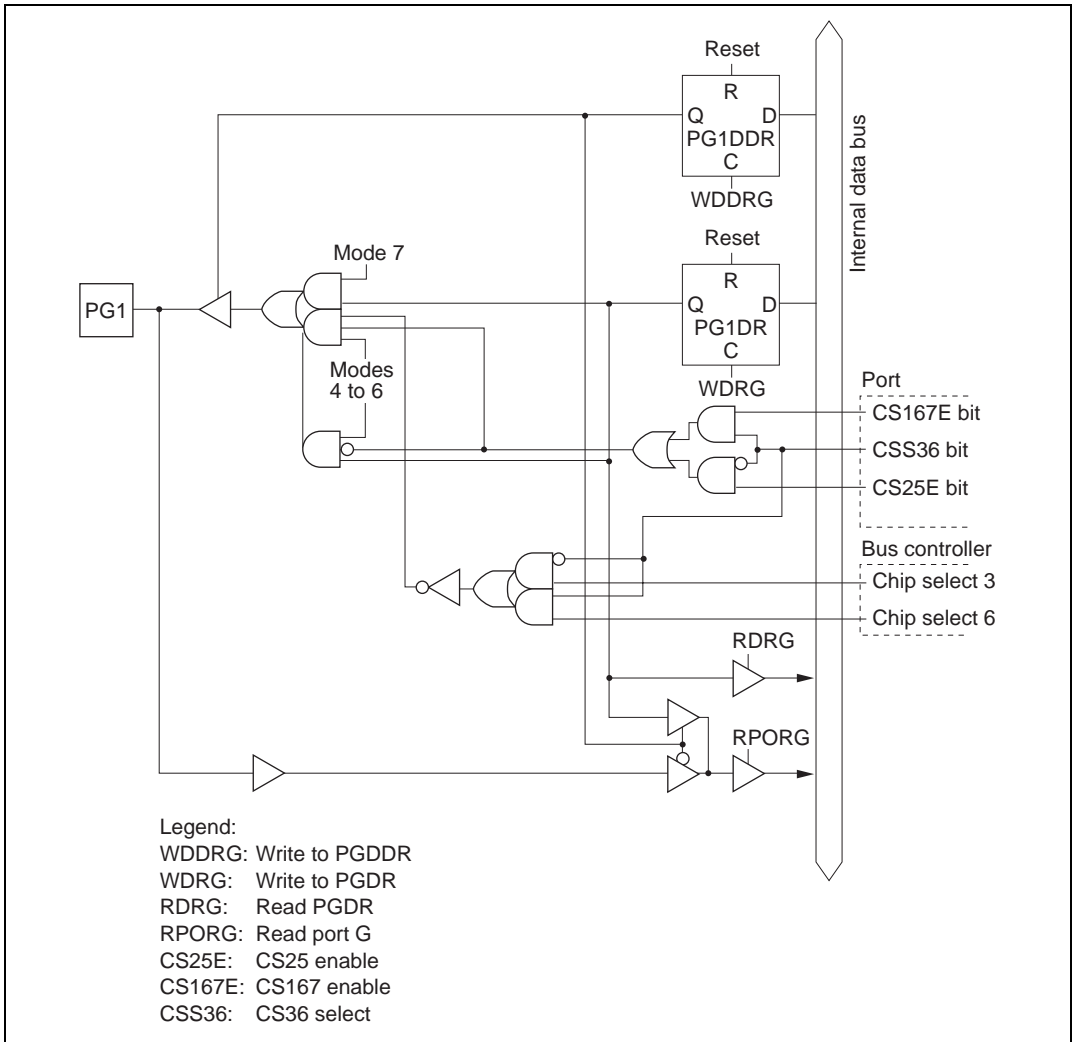 Reset
R
Q D
PG1DDR
C
WDDRG
Internal data bus
Reset
Mode 7
R
Q D
PG1DR
C
WDRG
PG1
Modes
4 to 6
Port
CS167E bit
CSS36 bit
CS25E bit
Bus controller
Chip select 3
Chip select 6
RDRG
RPORG
Legend:
WDDRG: Write to PGDDR
WDRG: Write to PGDR
RDRG: Read PGDR
RPORG: Read port G
CS25E: CS25 enable
CS167E: CS167 enable
CSS36: CS36 select